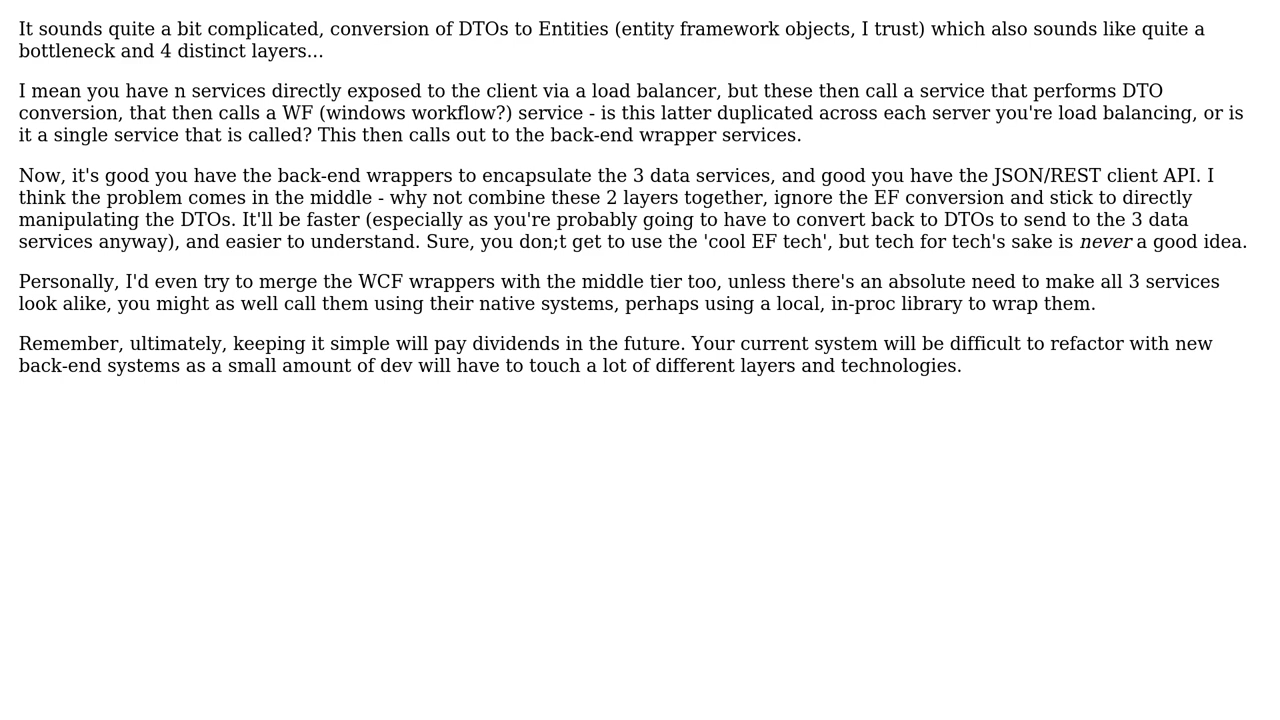 It sounds quite a bit complicated, conversion of DTOs to Entities (entity framework objects, I trust) which also sounds like quite a
bottleneck and 4 distinct layers...
I mean you have n services directly exposed to the client via a load balancer, but these then call a service that performs DTO
conversion, that then calls a WF (windows workflow?) service - is this latter duplicated across each server you're load balancing, or is
it a single service that is called? This then calls out to the back-end wrapper services.
Now, it's good you have the back-end wrappers to encapsulate the 3 data services, and good you have the JSON/REST client API. I
think the problem comes in the middle - why not combine these 2 layers together, ignore the EF conversion and stick to directly
manipulating the DTOs. It'll be faster (especially as you're probably going to have to convert back to DTOs to send to the 3 data
services anyway), and easier to understand. Sure, you don;t get to use the 'cool EF tech', but tech for tech's sake is never a good idea.
Personally, I'd even try to merge the WCF wrappers with the middle tier too, unless there's an absolute need to make all 3 services
look alike, you might as well call them using their native systems, perhaps using a local, in-proc library to wrap them.
Remember, ultimately, keeping it simple will pay dividends in the future. Your current system will be difficult to refactor with new
back-end systems as a small amount of dev will have to touch a lot of different layers and technologies.